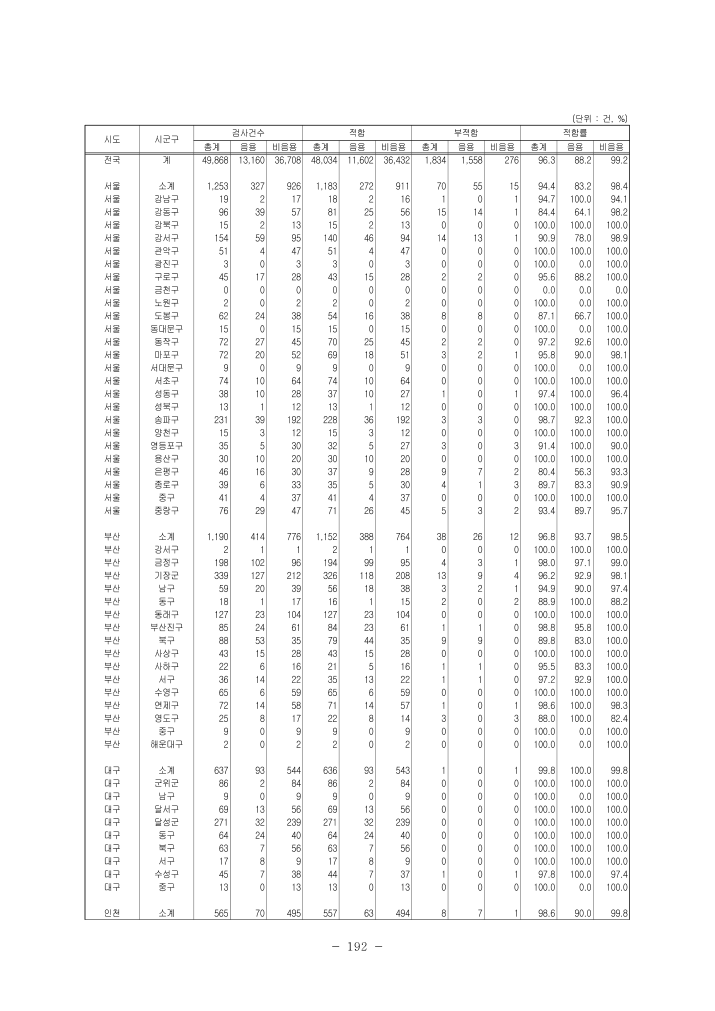 (단위 : 건, %)
시도 시군구 검사건수 적합 부적합 적합률
총계 음용 비음용 총계 음용 비음용 총계 음용 비음용 총계 음용 비음용
전국 계 49,868 13,160 36,708 48,034 11,602 36,432 1,834 1,558 276 96.3 88.2 99.2
서울 소계 1,253 327 926 1,183 272 911 70 55 15 94.4 83.2 98.4
서울 강남구 19 2 17 18 2 16 1 0 1 94.7 100.0 94.1
서울 강동구 96 39 57 81 25 56 15 14 1 84.4 64.1 98.2
서울 강북구 15 2 13 15 2 13 0 0 0 100.0 100.0 100.0
서울 강서구 154 59 95 140 46 94 14 13 1 90.9 78.0 98.9
서울 관악구 51 4 47 51 4 47 0 0 0 100.0 100.0 100.0
서울 광진구 3 0 3 3 0 3 0 0 0 100.0 0.0 100.0
서울 구로구 45 17 28 43 15 28 2 2 0 95.6 88.2 100.0
서울 금천구 0 0 0 0 0 0 0 0 0 0.0 0.0 0.0
서울 노원구 2 0 2 2 0 2 0 0 0 100.0 0.0 100.0
서울 도봉구 62 24 38 54 16 38 8 8 0 87.1 66.7 100.0
서울 동대문구 15 0 15 15 0 15 0 0 0 100.0 0.0 100.0
서울 동작구 72 27 45 70 25 45 2 2 0 97.2 92.6 100.0
서울 마포구 72 20 52 69 18 51 3 2 1 95.8 90.0 98.1
서울 서대문구 9 0 9 9 0 9 0 0 0 100.0 0.0 100.0
서울 서초구 74 10 64 74 10 64 0 0 0 100.0 100.0 100.0
서울 성동구 38 10 28 37 10 27 1 0 1 97.4 100.0 96.4
서울 성북구 13 1 12 13 1 12 0 0 0 100.0 100.0 100.0
서울 송파구 231 39 192 228 36 192 3 3 0 98.7 92.3 100.0
서울 양천구 15 3 12 15 3 12 0 0 0 100.0 100.0 100.0
서울 영등포구 35 5 30 32 5 27 3 0 3 91.4 100.0 90.0
서울 용산구 30 10 20 30 10 20 0 0 0 100.0 100.0 100.0
서울 은평구 46 16 30 37 9 28 9 7 2 80.4 56.3 93.3
서울 종로구 39 6 33 35 5 30 4 1 3 89.7 83.3 90.9
서울 중구 41 4 37 41 4 37 0 0 0 100.0 100.0 100.0
서울 중랑구 76 29 47 71 26 45 5 3 2 93.4 89.7 95.7
부산 소계 1,190 414 776 1,152 388 764 38 26 12 96.8 93.7 98.5
부산 강서구 2 1 1 2 1 1 0 0 0 100.0 100.0 100.0
부산 금정구 198 102 96 194 99 95 4 3 1 98.0 97.1 99.0
부산 기장군 339 127 212 326 118 208 13 9 4 96.2 92.9 98.1
부산 남구 59 20 39 56 18 38 3 2 1 94.9 90.0 97.4
부산 동구 18 1 17 16 1 15 2 0 2 88.9 100.0 88.2
부산 동래구 127 23 104 127 23 104 0 0 0 100.0 100.0 100.0
부산 부산진구 85 24 61 84 23 61 1 1 0 98.8 95.8 100.0
부산 북구 88 53 35 79 44 35 9 9 0 89.8 83.0 100.0
부산 사상구 43 15 28 43 15 28 0 0 0 100.0 100.0 100.0
부산 사하구 22 6 16 21 5 16 1 1 0 95.5 83.3 100.0
부산 서구 36 14 22 35 13 22 1 1 0 97.2 92.9 100.0
부산 수영구 65 6 59 65 6 59 0 0 0 100.0 100.0 100.0
부산 연제구 72 14 58 71 14 57 1 0 1 98.6 100.0 98.3
부산 영도구 25 8 17 22 8 14 3 0 3 88.0 100.0 82.4
부산 중구 9 0 9 9 0 9 0 0 0 100.0 0.0 100.0
부산 해운대구 2 0 2 2 0 2 0 0 0 100.0 0.0 100.0
대구 소계 637 93 544 636 93 543 1 0 1 99.8 100.0 99.8
대구 군위군 86 2 84 86 2 84 0 0 0 100.0 100.0 100.0
대구 남구 9 0 9 9 0 9 0 0 0 100.0 0.0 100.0
대구 달서구 69 13 56 69 13 56 0 0 0 100.0 100.0 100.0
대구 달성군 271 32 239 271 32 239 0 0 0 100.0 100.0 100.0
대구 동구 64 24 40 64 24 40 0 0 0 100.0 100.0 100.0
대구 북구 63 7 56 63 7 56 0 0 0 100.0 100.0 100.0
대구 서구 17 8 9 17 8 9 0 0 0 100.0 100.0 100.0
대구 수성구 45 7 38 44 7 37 1 0 1 97.8 100.0 97.4
대구 중구 13 0 13 13 0 13 0 0 0 100.0 0.0 100.0
인천 소계 565 70 495 557 63 494 8 7 1 98.6 90.0 99.8
- 192 -